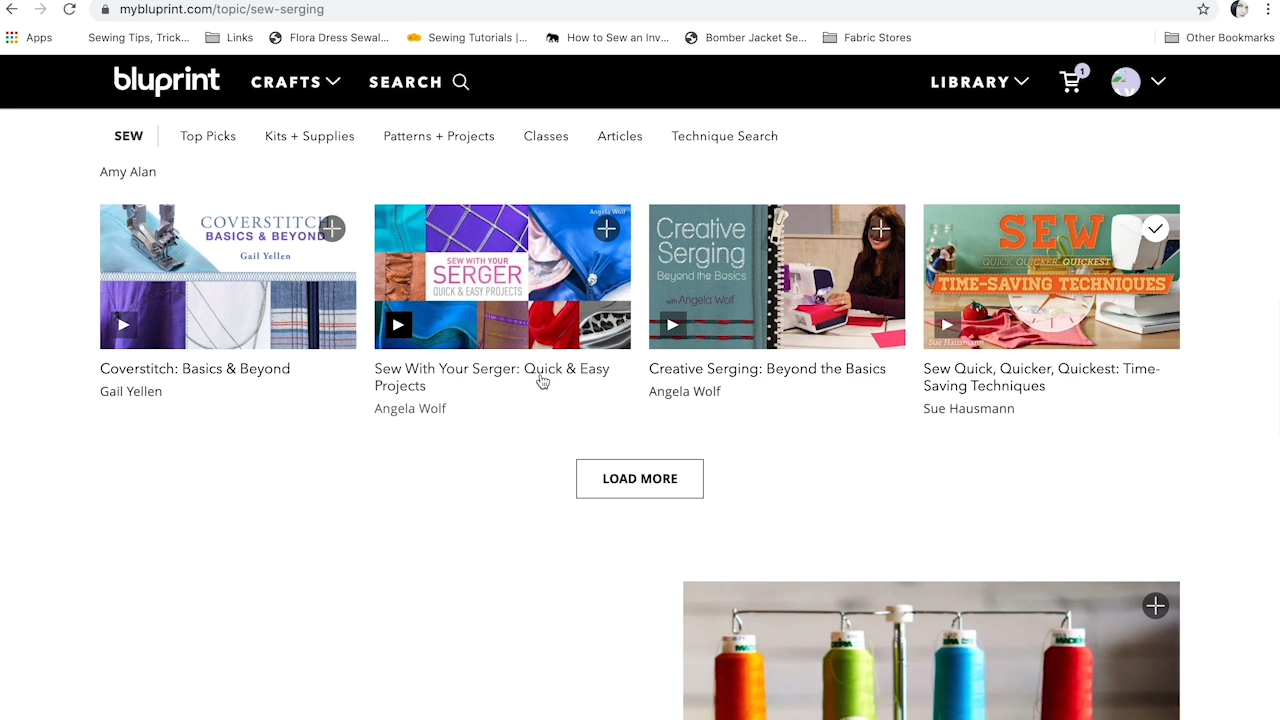 mybluprint.com/topic/sew-serging
Apps
Sewing Tips, Trick...
Links
Flora Dress Sewal...
Sewing Tutorials |...
How to Sew an Inv...
Bomber Jacket Se...
Fabric Stores
Other Bookmarks
bluprint
CRAFTS
SEARCH
LIBRARY
1
SEW
Top Picks
Kits + Supplies
Patterns + Projects
Classes
Articles
Technique Search
Amy Alan
COVERSTITCH
BASICS & BEYOND
Gail Yellen
Angela Wolf
SEW WITH YOUR
SERGER
QUICK & EASY PROJECTS
Creative
Serging
Beyond the Basics
with Angela Wolf
SEW
QUICK, QUICKER, QUICKEST
TIME-SAVING TECHNIQUES
Sue Hausmann
Coverstitch: Basics & Beyond
Gail Yellen
Sew With Your Serger: Quick & Easy
Projects
Angela Wolf
Creative Serging: Beyond the Basics
Angela Wolf
Sew Quick, Quicker, Quickest: Time-
Saving Techniques
Sue Hausmann
LOAD MORE